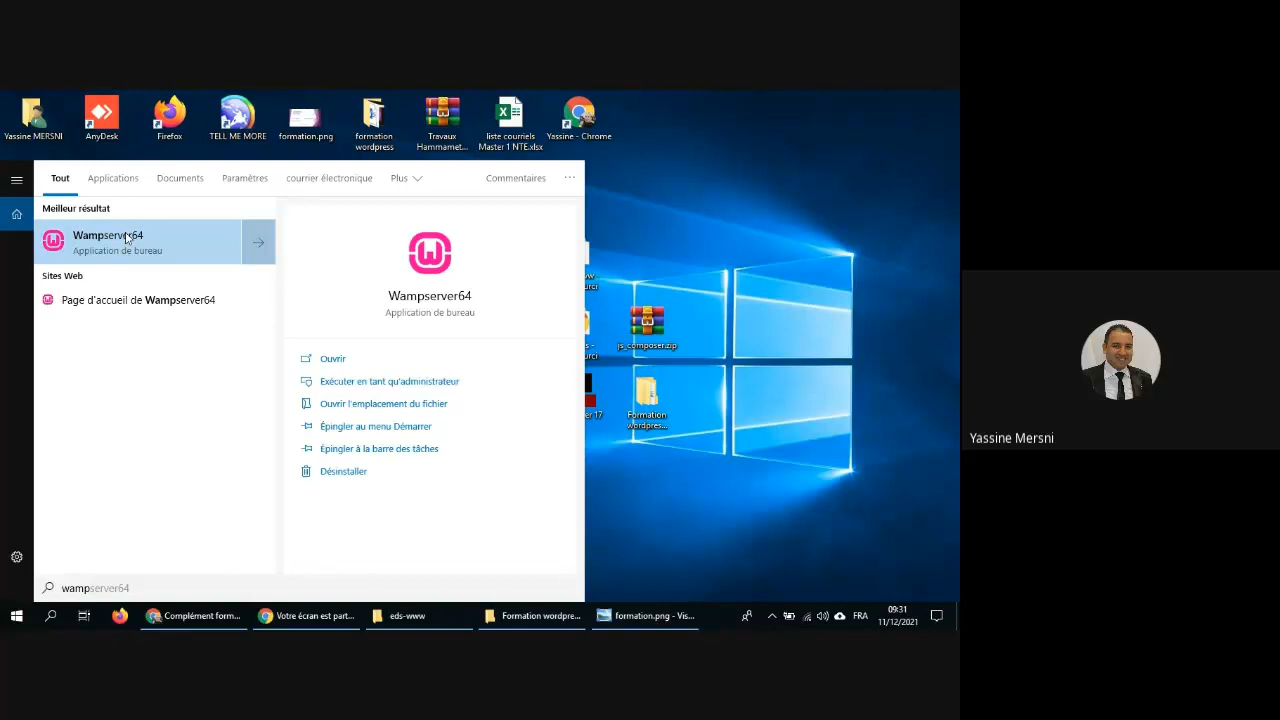 Yassine MERSNI
AnyDesk
Firefox
TELL ME MORE
formation.png
formation
wordpress
Travaux
Hammamet...
liste courriels
Master 1 NTE.xlsx
Yassine - Chrome
Tout
Applications
Documents
Paramètres
courrier électronique
Plus
Commentaires
...
Meilleur résultat
Wampserver64
Application de bureau
Sites Web
Page d'accueil de Wampserver64
Wampserver64
Application de bureau
Ouvrir
Exécuter en tant qu'administrateur
Ouvrir l'emplacement du fichier
Épingler au menu Démarrer
Épingler à la barre des tâches
Désinstaller
js_composer.zip
Formation
wordpres...
urci
urci
17
Yassine Mersni
wampserver64
Complément form...
Votre écran est part...
eds-www
Formation wordpre...
formation.png - Vis...
FRA
09:31
11/12/2021